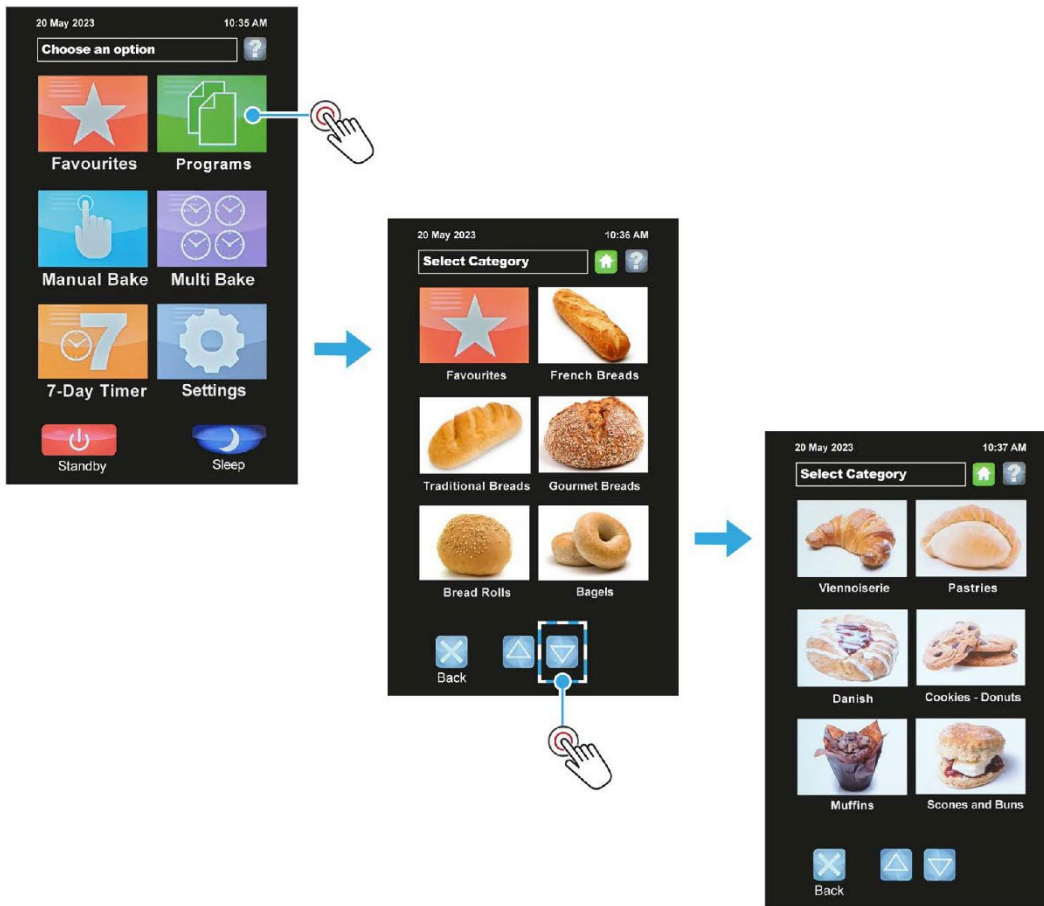 20 May 2023 10:35 AM
Choose an option ?
Favourites Programs
Manual Bake Multi Bake
7
7-Day Timer Settings
Standby Sleep
20 May 2023 10:36 AM
Select Category ?
Favourites French Breads
Traditional Breads Gourmet Breads
Bread Rolls Bagels
Back
20 May 2023 10:37 AM
Select Category ?
Viennoiserie Pastries
Danish Cookies - Donuts
Muffins Scones and Buns
Back